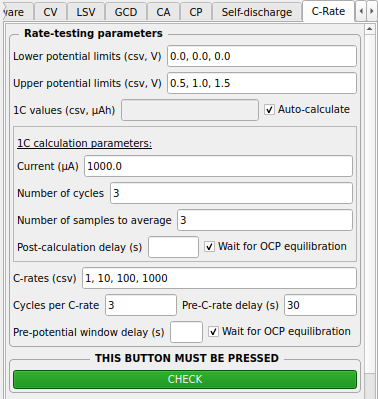 ware CV LSV GCD CA CP Self-discharge C-Rate
Rate-testing parameters
Lower potential limits (csv, V) 0.0, 0.0, 0.0
Upper potential limits (csv, V) 0.5, 1.0, 1.5
1C values (csv, µAh) Auto-calculate
1C calculation parameters:
Current (µA) 1000.0
Number of cycles 3
Number of samples to average 3
Post-calculation delay (s) Wait for OCP equilibration
C-rates (csv) 1, 10, 100, 1000
Cycles per C-rate 3 Pre-C-rate delay (s) 30
Pre-potential window delay (s) Wait for OCP equilibration
THIS BUTTON MUST BE PRESSED
CHECK